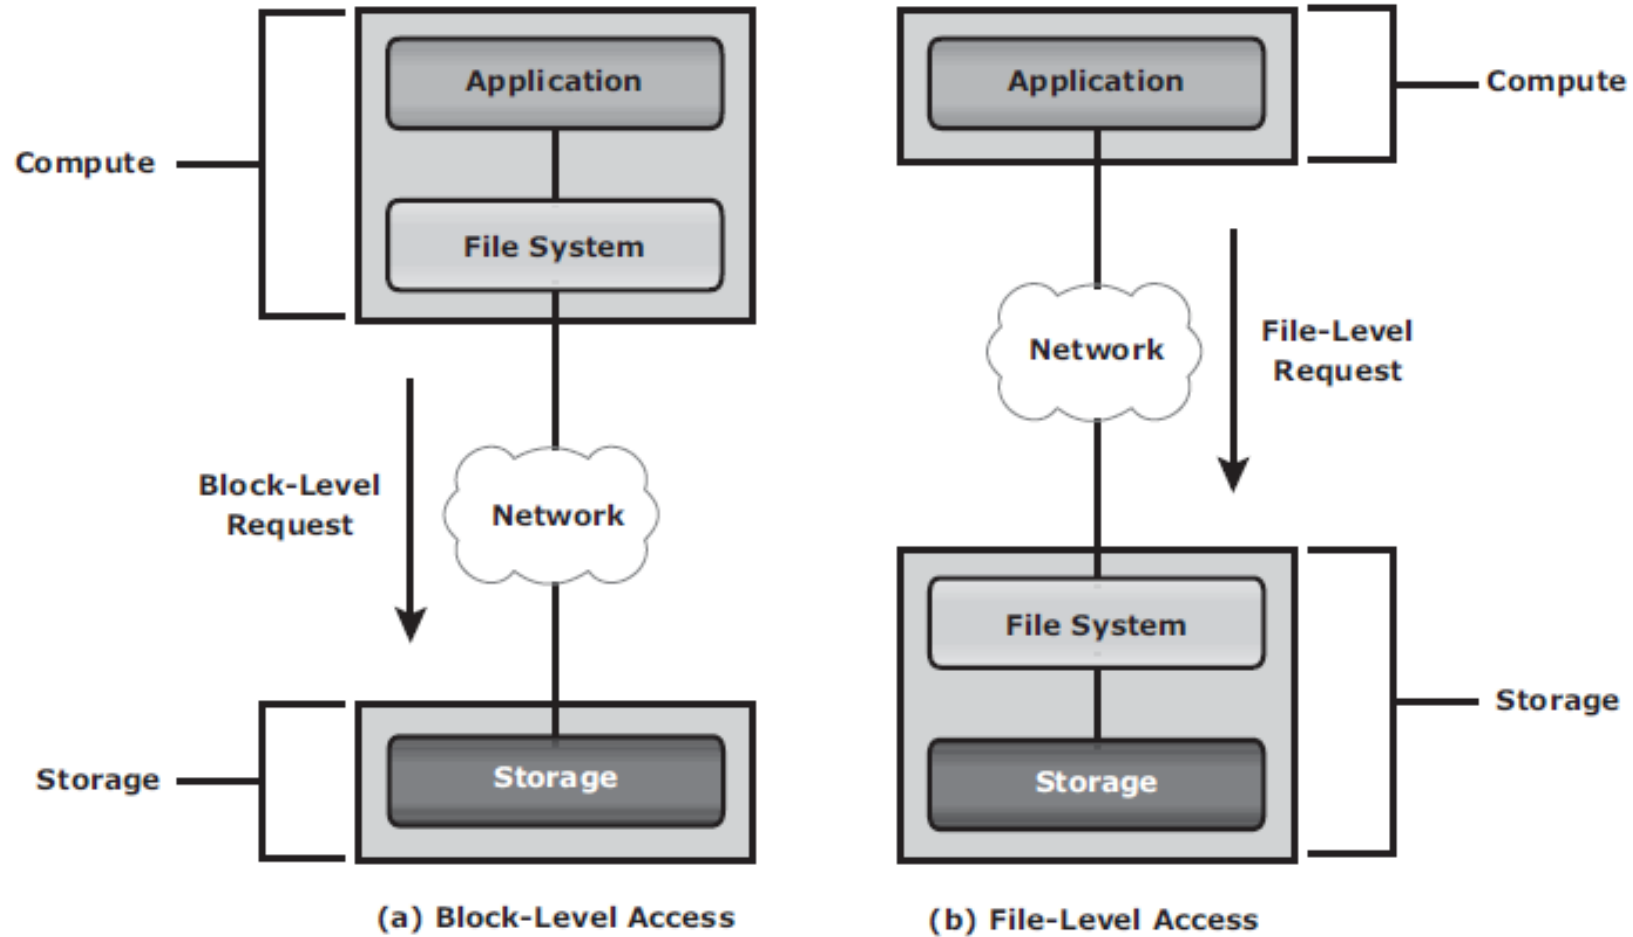 Application
Compute
File System
Block-Level
Request
Network
Storage
Storage
(a) Block-Level Access
Application
Compute
Network
File-Level
Request
File System
Storage
Storage
(b) File-Level Access